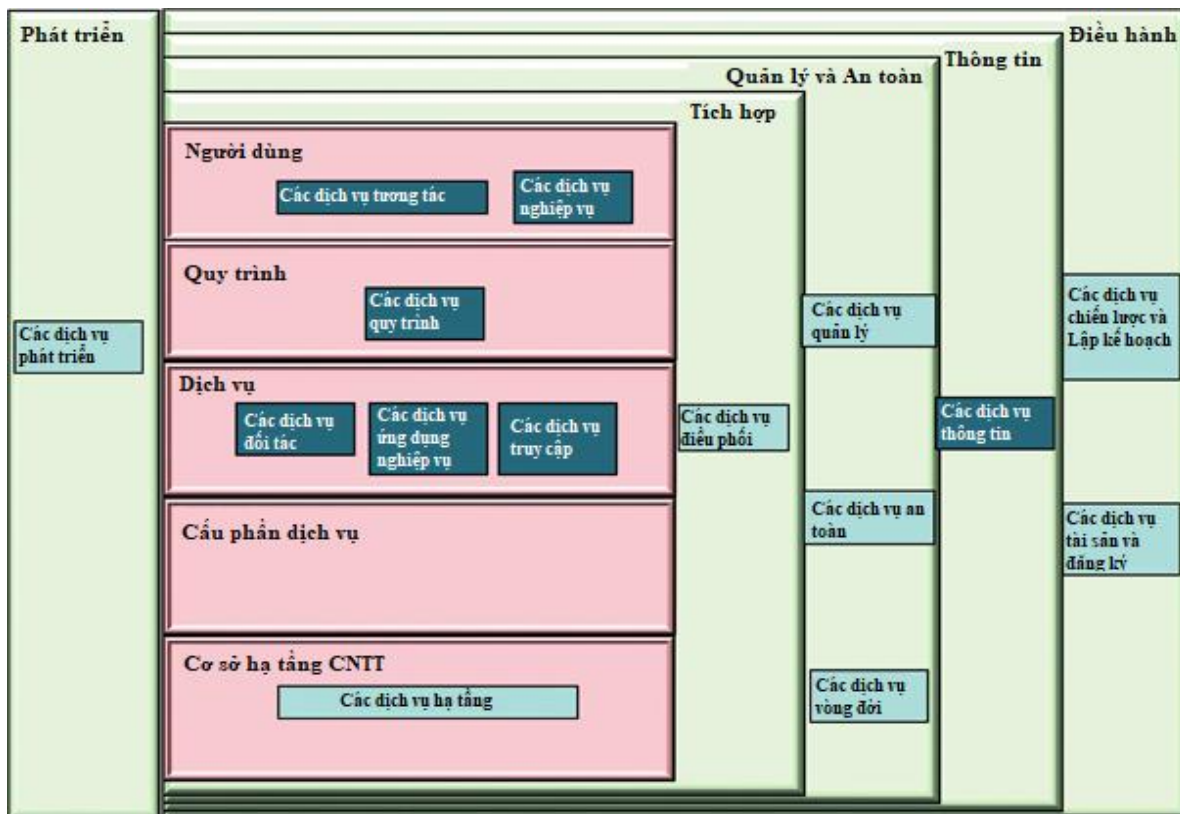 Phát triển
Điều hành
Thông tin
Quản lý và An toàn
Tích hợp
Người dùng
Các dịch vụ tương tác
Các dịch vụ
nghiệp vụ
Quy trình
Các dịch vụ
quy trình
Các dịch vụ
quản lý
Các dịch vụ
chiến lược và
Lập kế hoạch
Các dịch vụ
phát triển
Dịch vụ
Các dịch vụ
đối tác
Các dịch vụ
ứng dụng
nghiệp vụ
Các dịch vụ
truy cập
Các dịch vụ
điều phối
Các dịch vụ
thông tin
Cấu phần dịch vụ
Các dịch vụ an
toàn
Các dịch vụ
tài sản và
đăng ký
Cơ sở hạ tầng CNTT
Các dịch vụ hạ tầng
Các dịch vụ
vòng đời